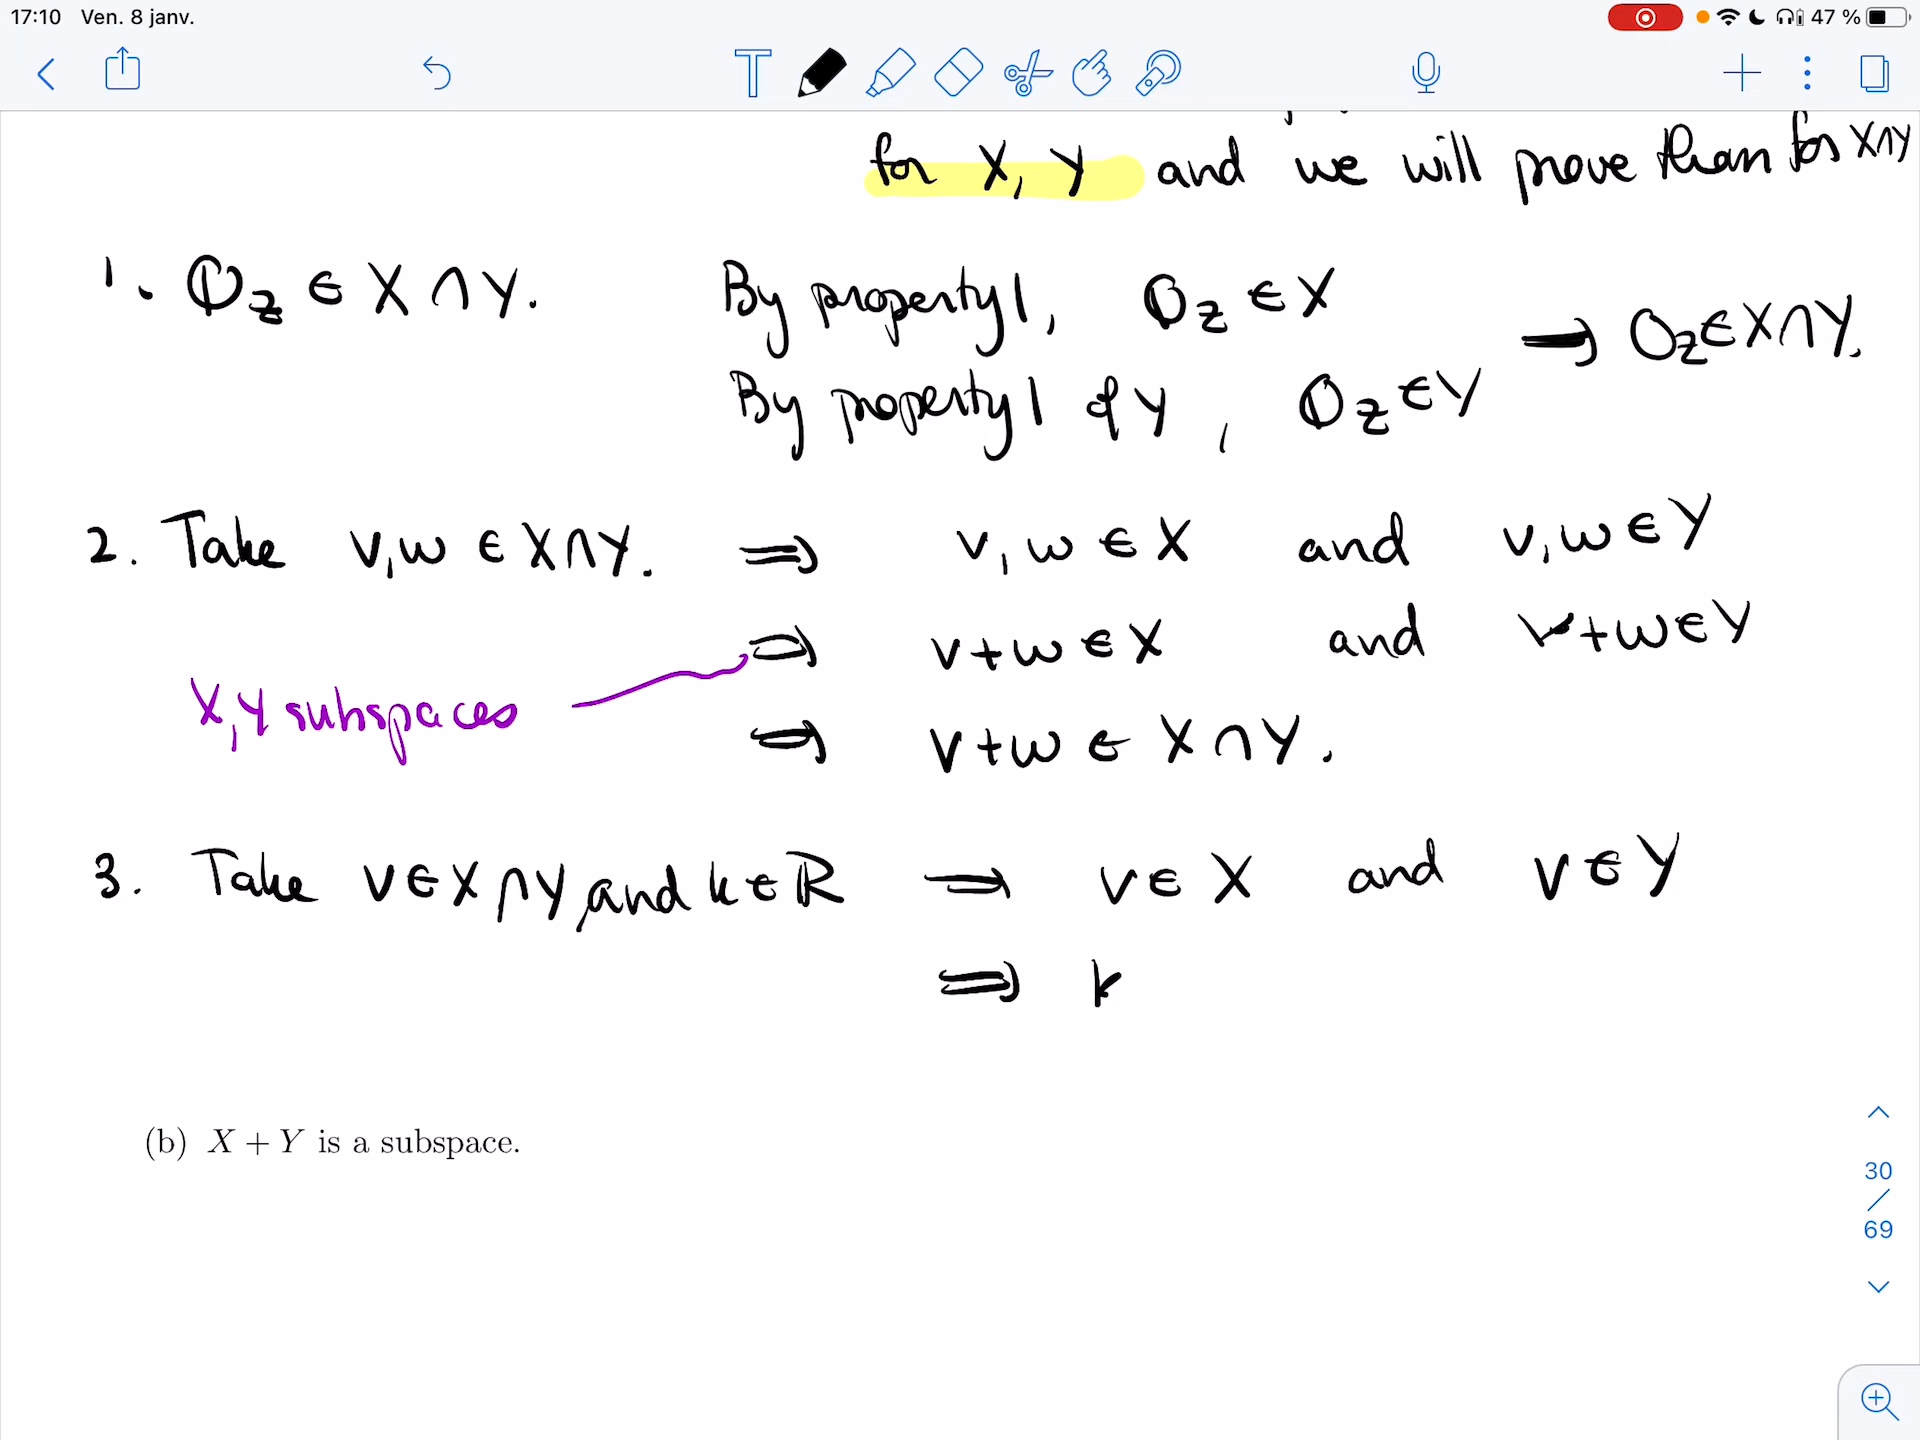 17:10 Ven. 8 janv. 47 %
for X, Y and we will prove them for X∩Y
1. 0_Z ∈ X ∩ Y. By property 1, 0_Z ∈ X
⇒ 0_Z ∈ X∩Y.
By property 1 of Y, 0_Z ∈ Y
2. Take v,w ∈ X∩Y. ⇒ v,w ∈ X and v,w ∈ Y
⇒ v+w ∈ X and v+w ∈ Y
X,Y subspaces
⇒ v+w ∈ X ∩ Y.
3. Take v ∈ X ∩ Y, and k ∈ ℝ ⇒ v ∈ X and v ∈ Y
⇒ k
(b) X + Y is a subspace.
30
/
69